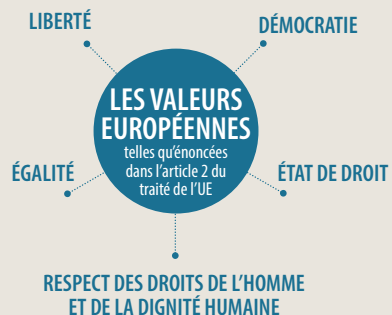 LIBERTÉ
DÉMOCRATIE
LES VALEURS
EUROPÉENNES
telles qu'énoncées
dans l'article 2 du
traité de l'UE
ÉGALITÉ
ÉTAT DE DROIT
RESPECT DES DROITS DE L'HOMME
ET DE LA DIGNITÉ HUMAINE